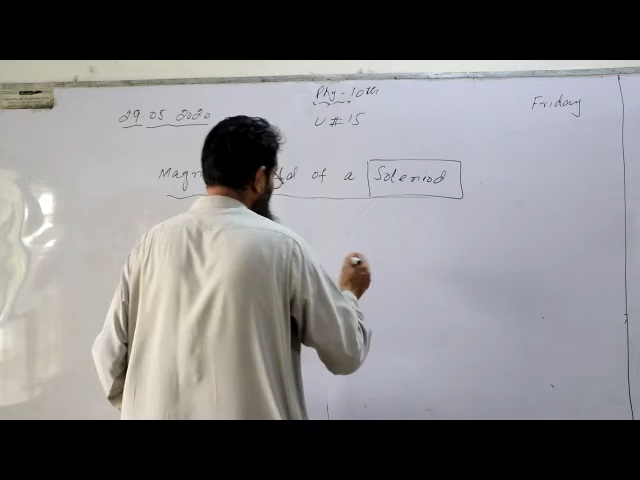 Phy - 10th
29.05.2020
U # 15
Friday
of a Solenoid